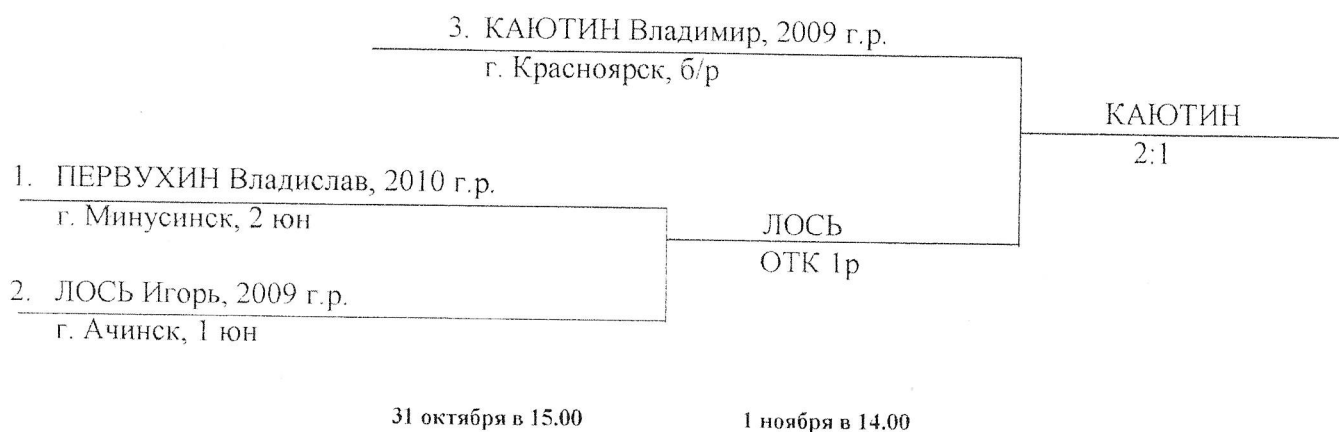 3. КАЮТИН Владимир, 2009 г.р.
г. Красноярск, б/р
КАЮТИН
2:1
1. ПЕРВУХИН Владислав, 2010 г.р.
г. Минусинск, 2 юн
ЛОСЬ
ОТК 1р
2. ЛОСЬ Игорь, 2009 г.р.
г. Ачинск, 1 юн
31 октября в 15.00
1 ноября в 14.00